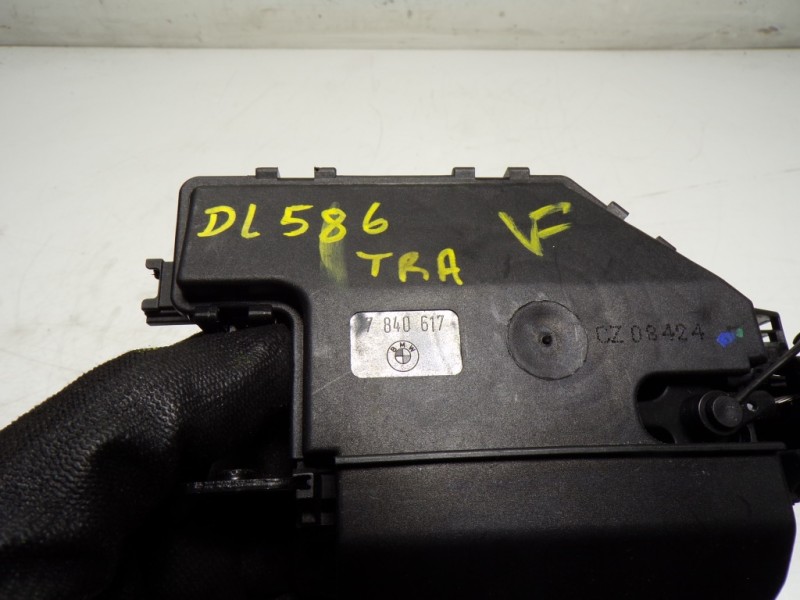 DL586
TRA
VF
7 840 617
BMW
CZ 08424